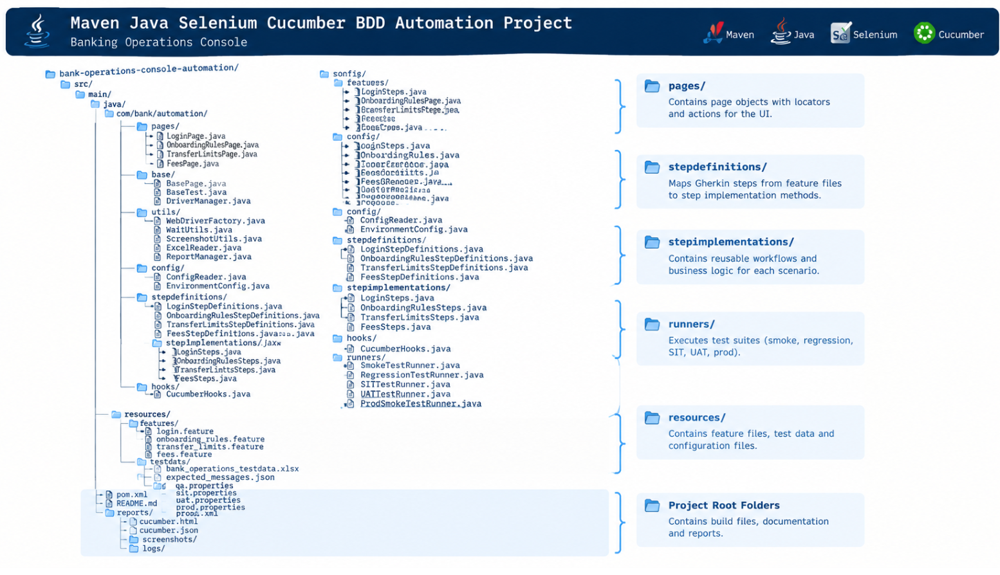 Maven Java Selenium Cucumber BDD Automation Project
Banking Operations Console
Maven
Java
Se
Selenium
Cucumber
bank-operations-console-automation/
src/
main/
java/
com/bank/automation/
pages/
LoginPage.java
OnboardingRulesPage.java
TransferLimitsPage.java
FeesPage.java
base/
BasePage.java
BaseTest.java
DriverManager.java
utils/
WebDriverFactory.java
WaitUtils.java
ScreenshotUtils.java
ExcelReader.java
ReportManager.java
config/
ConfigReader.java
EnvironmentConfig.java
stepdefinitions/
LoginStepDefinitions.java
OnboardingRulesStepDefinitions.java
TransferLimitsStepDefinitions.java
stepimplementations/
LoginSteps.java
OnboardingRulesSteps.java
FeesSteps.java
hooks/
CucumberHooks.java
resources/
features/
login.feature
onboarding_rules.feature
transfer_limits.feature
fees.feature
testdats/
bank_operations_testdata.xlsx
expected_messages.json
qa.properties
sit.properties
uat.properties
prod.properties
pom.xml
README.md
reports/
cucumber.html
cucumber.json
screenshots/
logs/
sonfig/
features/
LoginSteps.java
OnboardingRulesPage.java
config/
OnboardingRules.java
config/
ConfigReader.java
EnvironmentConfig.java
stepdefinitions/
LoginStepDefinitions.java
OnboardingRulesStepDefinitions.java
TransferLimitsStepDefinitions.java
FeesStepDefinitions.java
stepimplementations/
LoginSteps.java
OnboardingRulesSteps.java
TransferLimitsSteps.java
FeesSteps.java
hooks/
CucumberHooks.java
runners/
SmokeTestRunner.java
RegressionTestRunner.java
SITTestRunner.java
UATTestRunner.java
ProdSmokeTestRunner.java
pages/
Contains page objects with locators
and actions for the UI.
stepdefinitions/
Maps Gherkin steps from feature files
to step implementation methods.
stepimplementations/
Contains reusable workflows and
business logic for each scenario.
runners/
Executes test suites (smoke, regression,
SIT, UAT, prod).
resources/
Contains feature files, test data and
configuration files.
Project Root Folders
Contains build files, documentation
and reports.